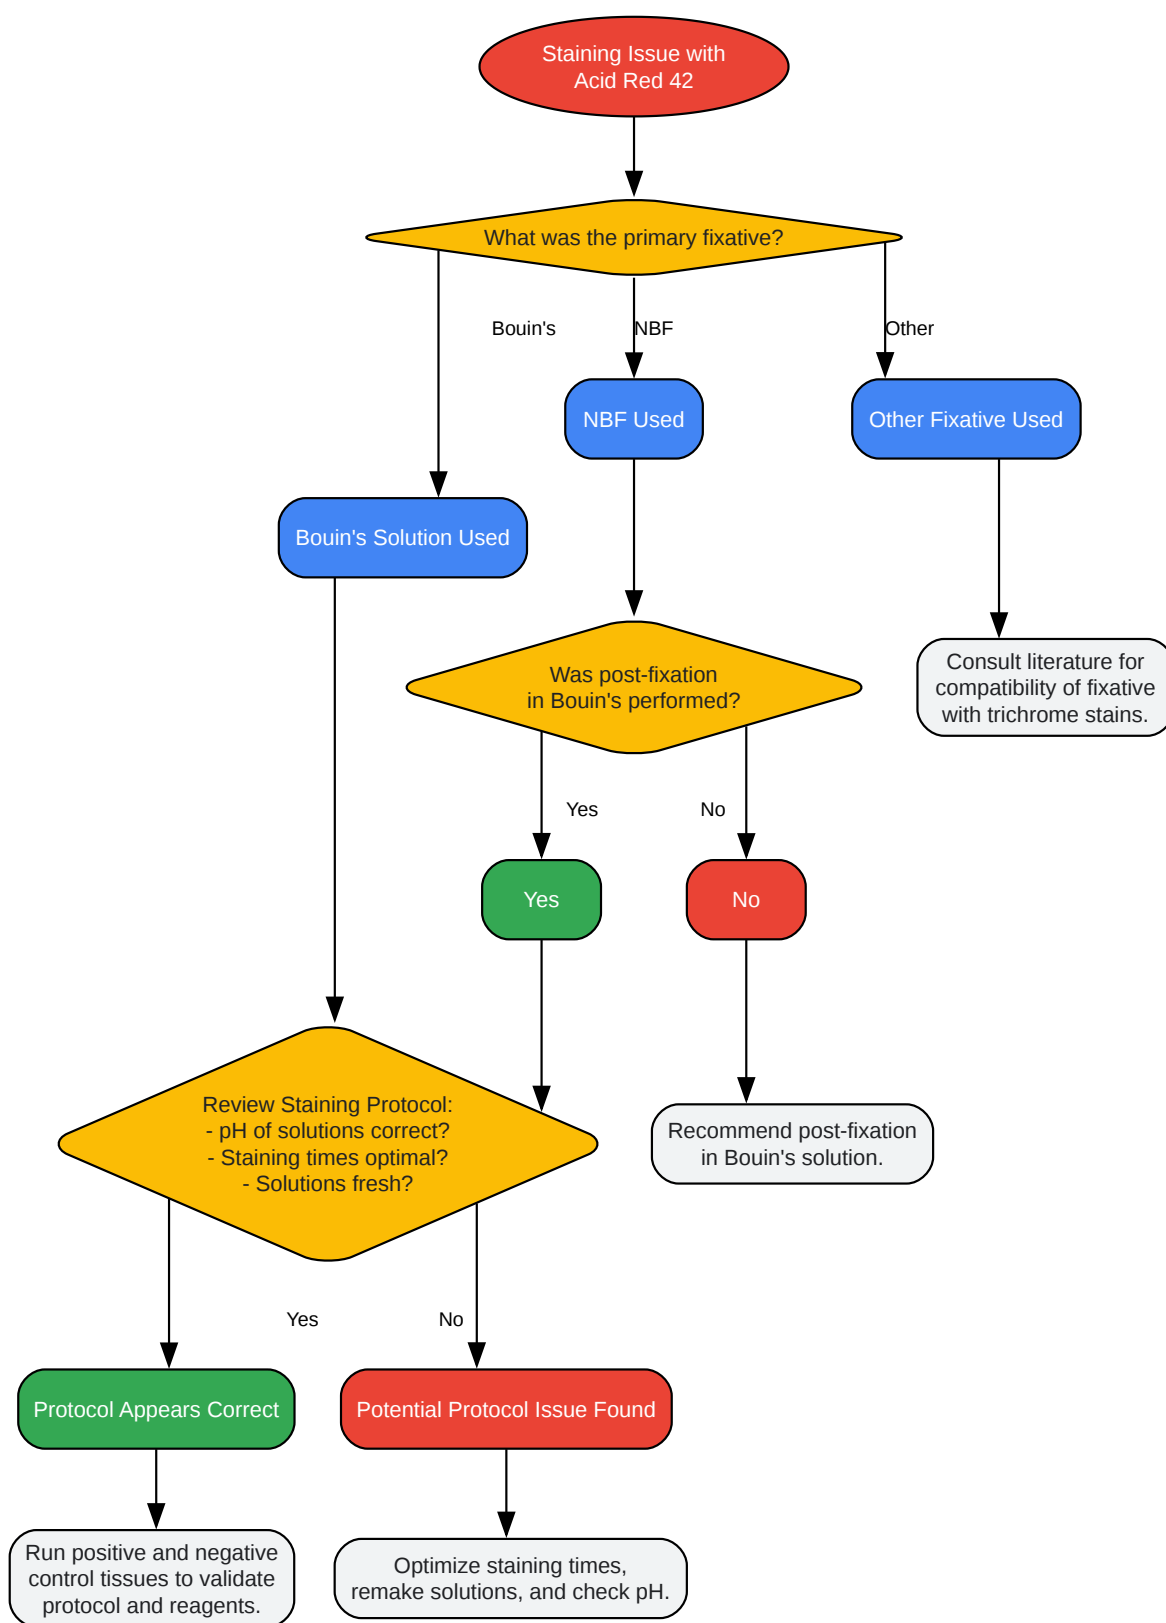 Staining Issue with
Acid Red 42
What was the primary fixative?
Bouin's
NBF
Other
NBF Used
Other Fixative Used
Bouin's Solution Used
Was post-fixation
in Bouin's performed?
Consult literature for
compatibility of fixative
with trichrome stains.
Yes
No
Yes
No
Review Staining Protocol:
- pH of solutions correct?
- Staining times optimal?
- Solutions fresh?
Recommend post-fixation
in Bouin's solution.
Yes
No
Protocol Appears Correct
Potential Protocol Issue Found
Run positive and negative
control tissues to validate
protocol and reagents.
Optimize staining times,
remake solutions, and check pH.